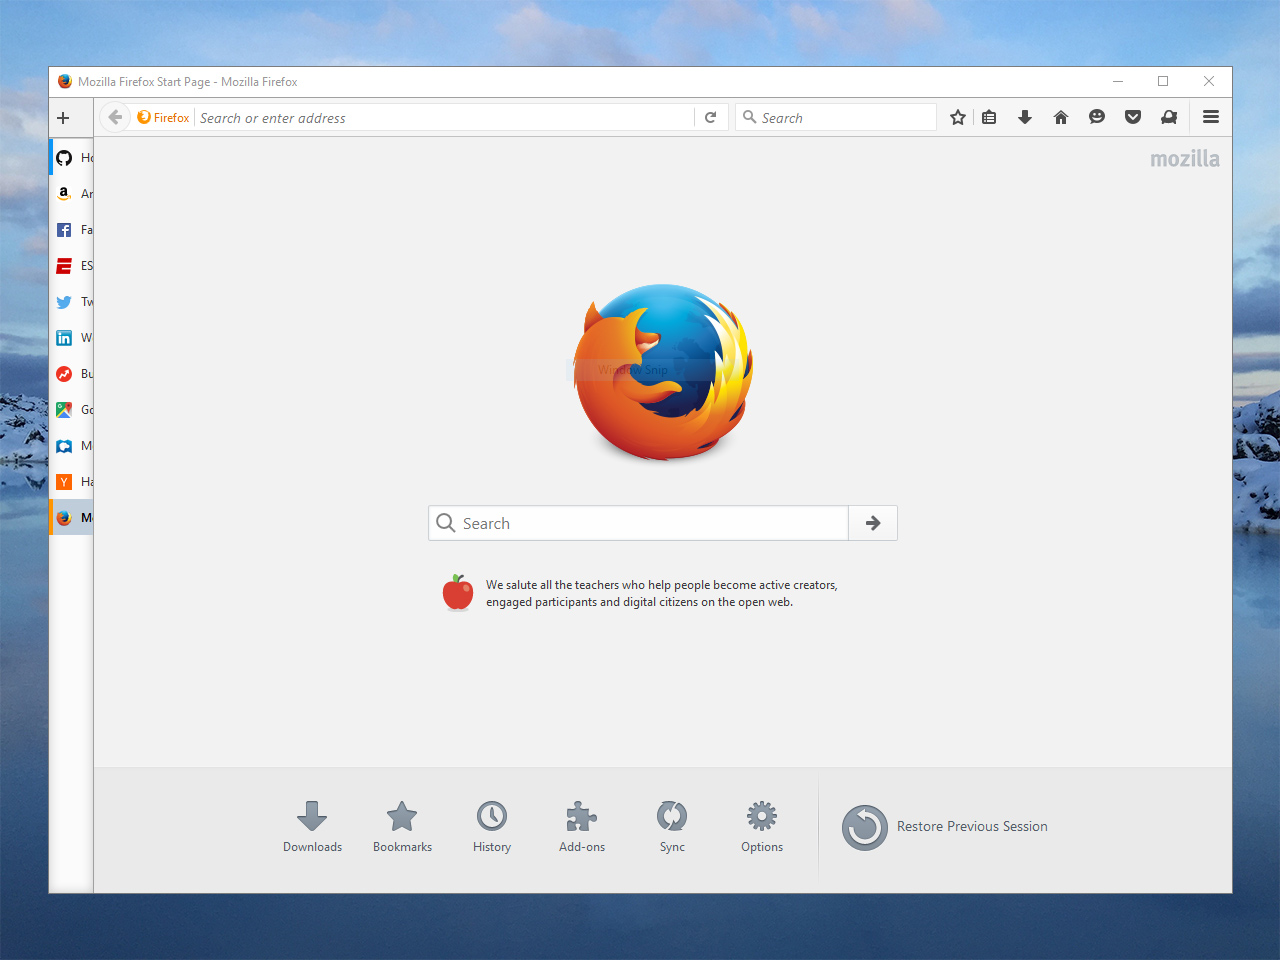 Mozilla Firefox Start Page - Mozilla Firefox
Firefox
Search or enter address
Search
mozilla
Ho
Fa
ES
Tw
W
Bu
Go
M
Ha
Mo
Window Snip
Search
We salute all the teachers who help people become active creators,
engaged participants and digital citizens on the open web.
Downloads
Bookmarks
History
Add-ons
Sync
Options
Restore Previous Session